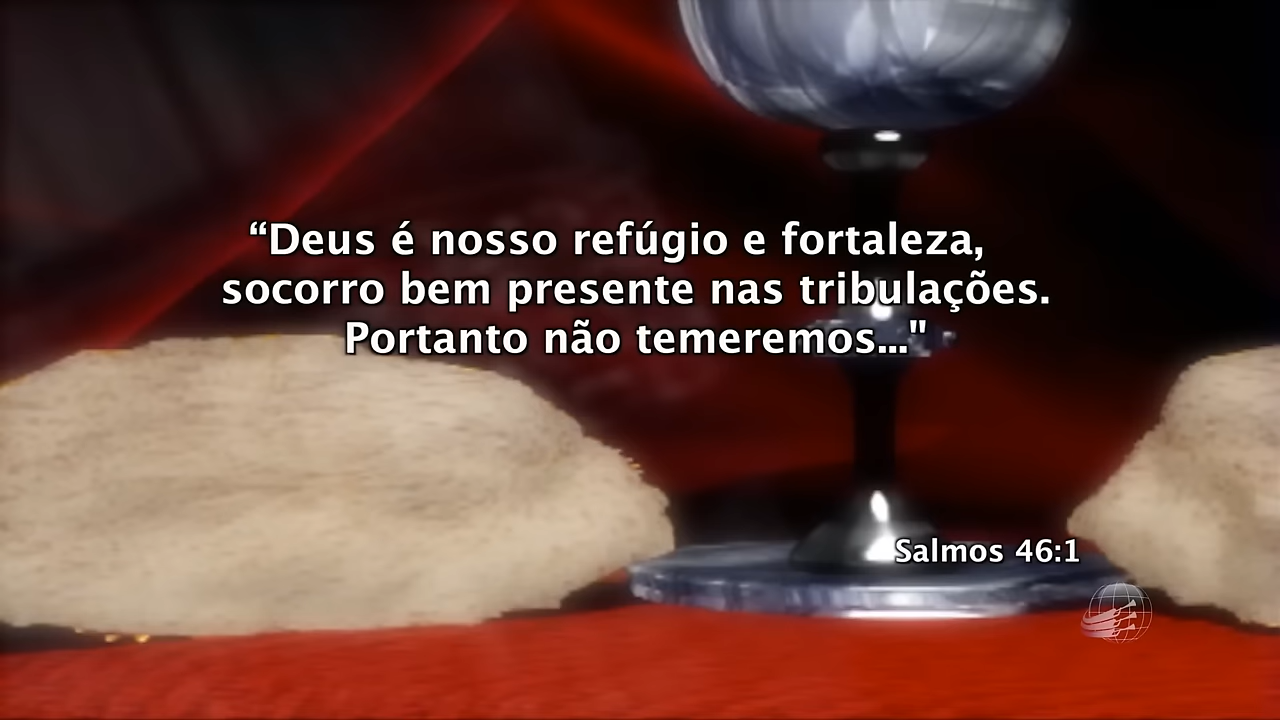 “Deus é nosso refúgio e fortaleza,
socorro bem presente nas tribulações.
Portanto não temeremos..."
Salmos 46:1